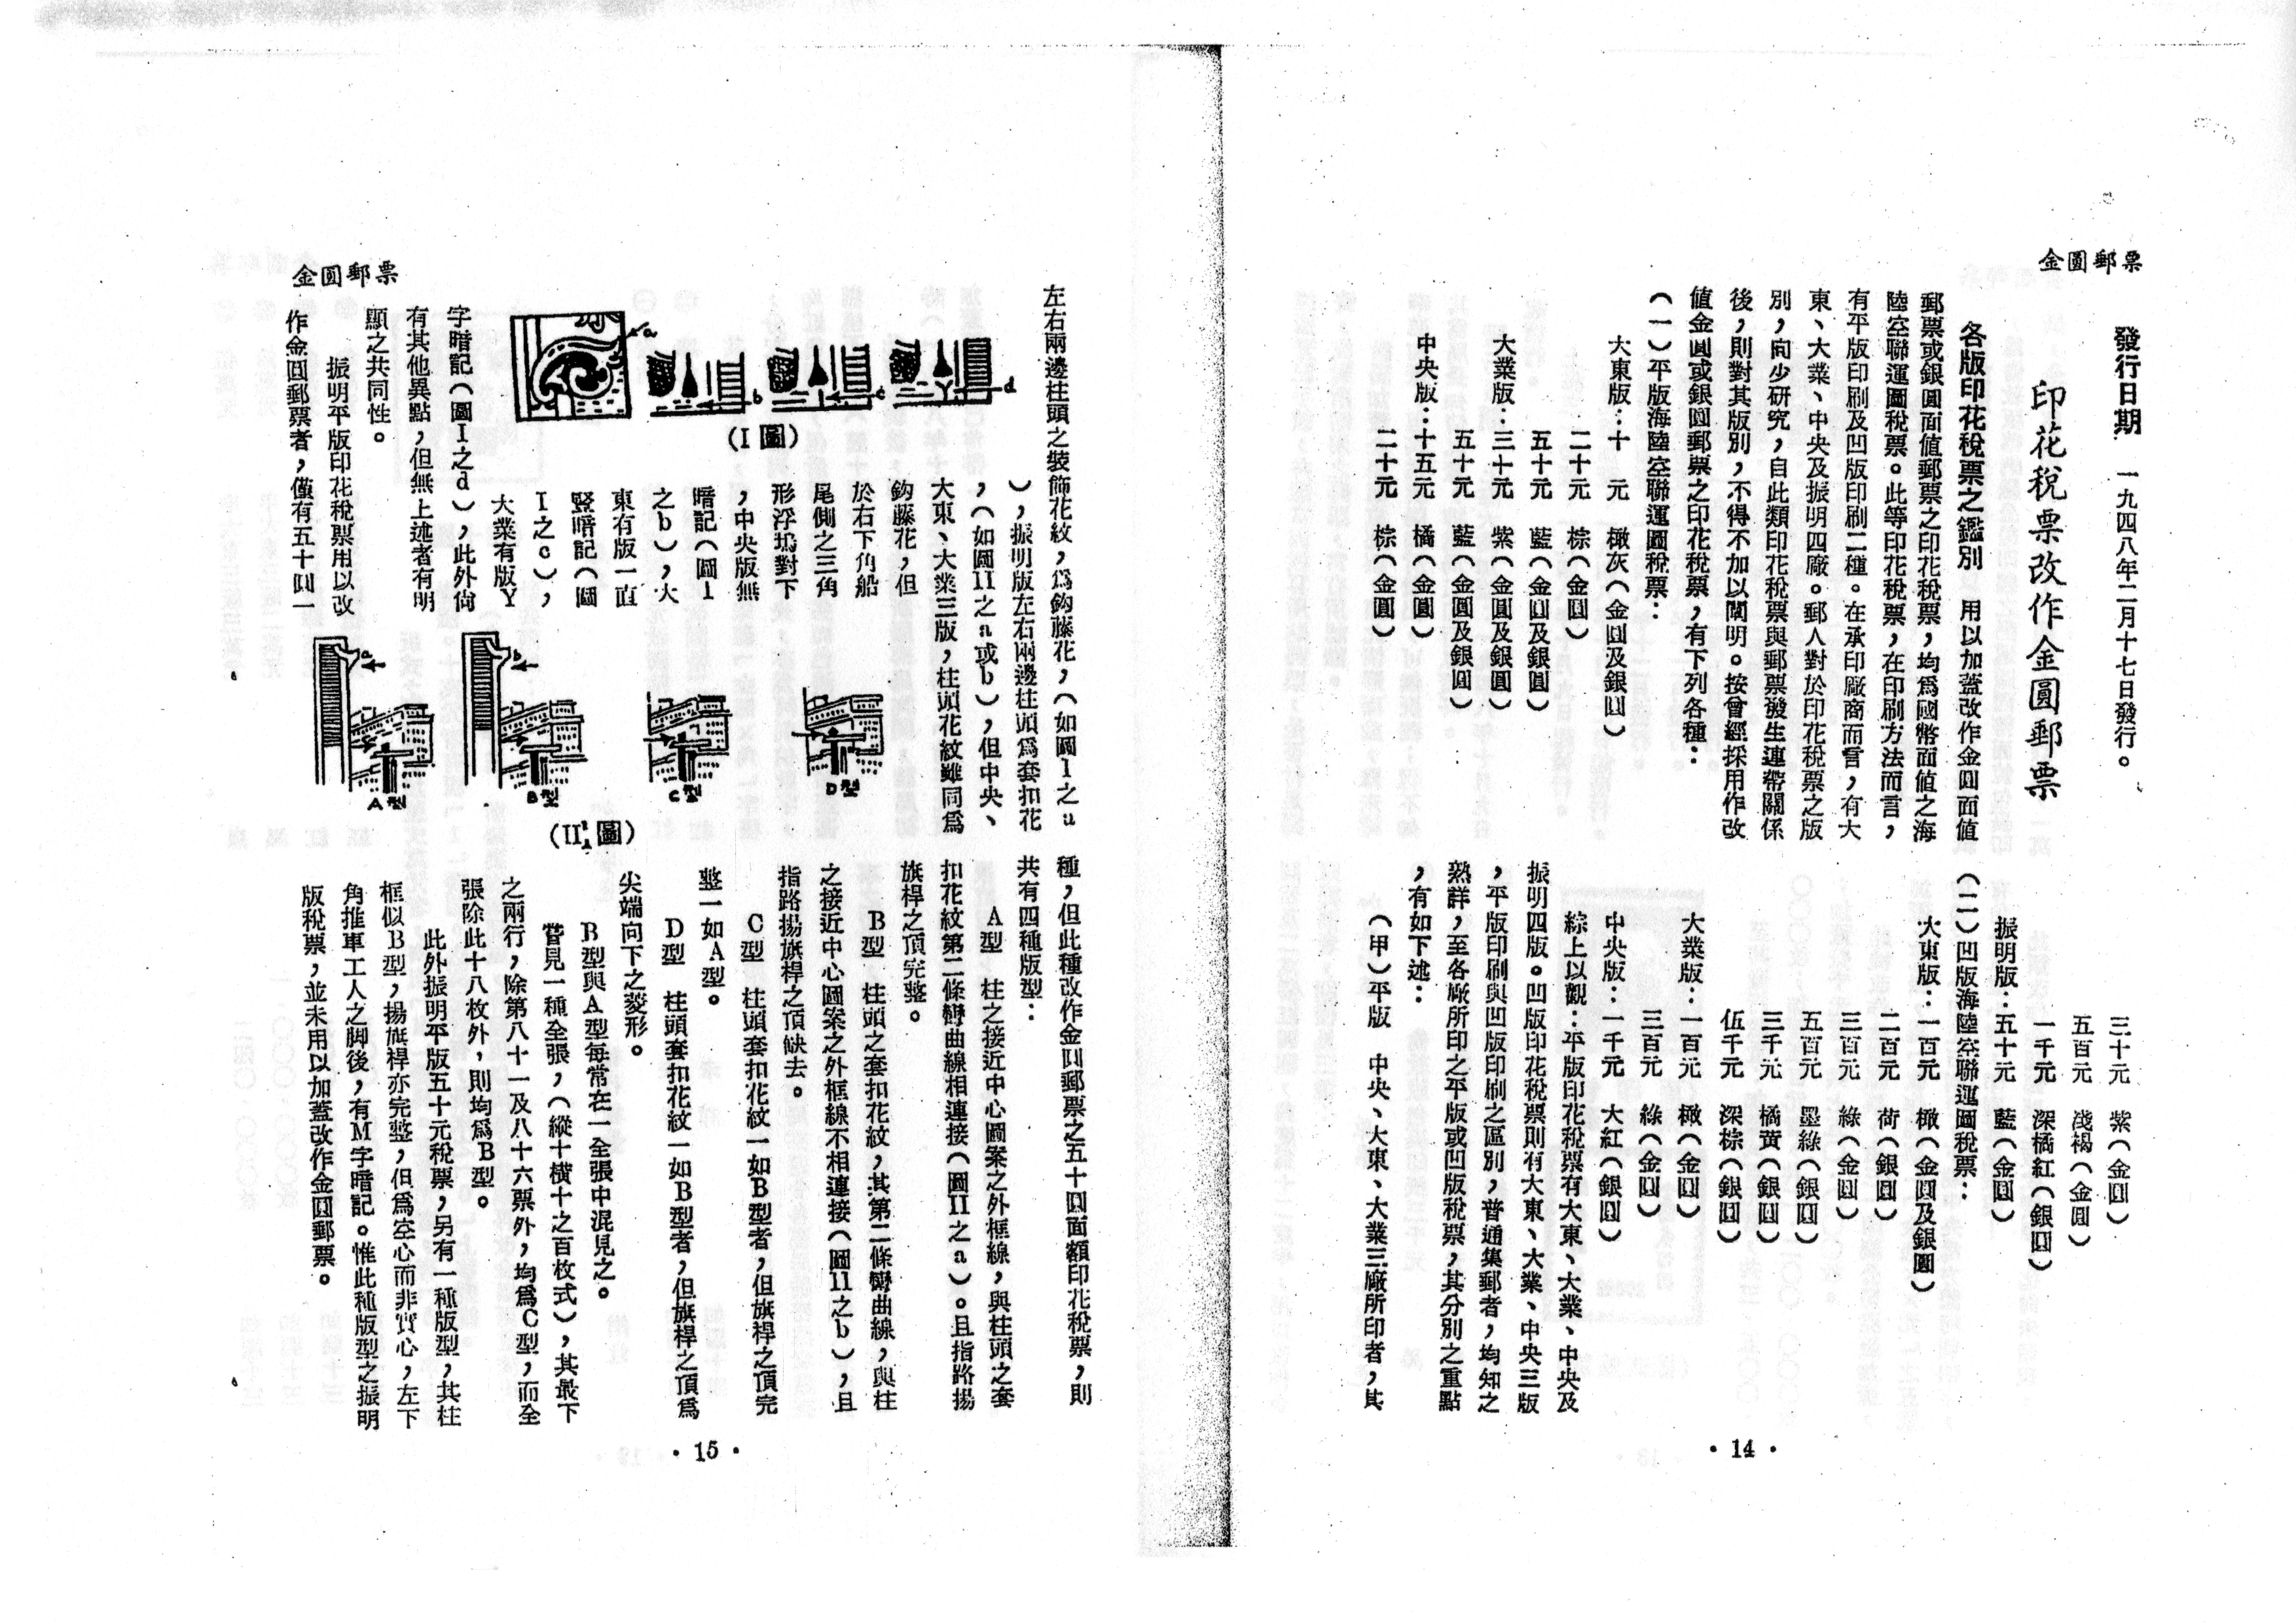 金圓郵票
發行日期　一九四八年二月十七日發行。
印花稅票改作金圓郵票
各版印花稅票之鑑別　用以加蓋改作金圓面值
郵票或銀圓面值郵票之印花稅票，均爲國幣面值之海
陸空聯運圖稅票。此等印花稅票，在印刷方法而言，
有平版印刷及凹版印刷二種。在承印廠商而言，有大
東、大業、中央及振明四廠。郵人對於印花稅票之版
別，向少研究，自此類印花稅票與郵票發生連帶關係
後，則對其版別，不得不加以闡明。按曾經採用作改
值金圓或銀圓郵票之印花稅票，有下列各種：
（一）平版海陸空聯運圖稅票：
大東版：十　元　橄灰（金圓及銀圓）
二十元　棕（金圓）
五十元　藍（金圓及銀圓）
大業版：三十元　紫（金圓及銀圓）
五十元　藍（金圓及銀圓）
中央版：十五元　橘（金圓）
二十元　棕（金圓）
三十元　紫（金圓）
五百元　淺褐（金圓）
一千元　深橘紅（銀圓）
振明版：五十元　藍（金圓）
（二）凹版海陸空聯運圖稅票：
大東版：一百元　橄（金圓及銀圓）
二百元　荷（銀圓）
三百元　綠（金圓）
五百元　墨綠（銀圓）
三千元　橘黃（銀圓）
伍千元　深棕（銀圓）
大業版：一百元　橄（金圓）
三百元　綠（金圓）
中央版：一千元　大紅（銀圓）
綜上以觀：平版印花稅票有大東、大業、中央及
振明四版。凹版印花稅票則有大東、大業、中央三版
，平版印刷與凹版印刷之區別，普通集郵者，均知之
熟詳，至各廠所印之平版或凹版稅票，其分別之重點
，有如下述：
（甲）平版　中央、大東、大業三廠所印者，其
·14·
金圓郵票
左右兩邊柱頭之裝飾花紋，爲鈎藤花，（如圖1之a
），振明版左右兩邊柱頭爲套扣花
，（如圖11之a或b），但中央、
大東、大業三版，柱頭花紋雖同爲
鈎藤花，但
於右下角船
尾側之三角
形浮塢對下
，中央版無
暗記（圖1
之b），大
東有版一直
豎暗記（圖
I之c），
大業有版Y
字暗記（圖I之d），此外尙
有其他異點，但無上述者有明
顯之共同性。
振明平版印花稅票用以改
作金圓郵票者，僅有五十圓一
a
b
c
d
（I圖）
a
b
A型
B型
C型
D型
（II圖）
種，但此種改作金圓郵票之五十圓面額印花稅票，則
共有四種版型：
A型　柱之接近中心圖案之外框線，與柱頭之套
扣花紋第二條彎曲線相連接（圖II之a）。且指路揚
旗桿之頂完整。
B型　柱頭之套扣花紋，其第二條彎曲線，與柱
之接近中心圖案之外框線不相連接（圖11之b），且
指路揚旗桿之頂缺去。
C型　柱頭套扣花紋一如B型者，但旗桿之頂完
整一如A型。
D型　柱頭套扣花紋一如B型者，但旗桿之頂爲
尖端向下之菱形。
B型與A型每常在一全張中混見之。
嘗見一種全張，（縱十橫十之百枚式），其最下
之兩行，除第八十一及八十六票外，均爲C型，而全
張除此十八枚外，則均爲B型。
此外振明平版五十元稅票，另有一種版型，其柱
框似B型，揚旗桿亦完整，但爲空心而非實心，左下
角推車工人之脚後，有M字暗記。惟此種版型之振明
版稅票，並未用以加蓋改作金圓郵票。
·15·